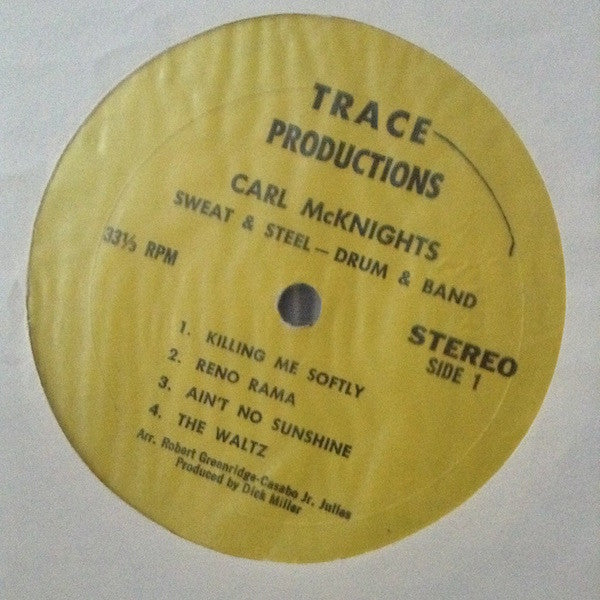 TRACE
PRODUCTIONS
CARL McKNIGHTS
SWEAT & STEEL — DRUM & BAND
33⅓ RPM
STEREO
SIDE 1
1. KILLING ME SOFTLY
2. RENO RAMA
3. AIN'T NO SUNSHINE
4. THE WALTZ
Arr. Robert Greenridge-Casabo Jr. Julies
Produced by Dick Miller